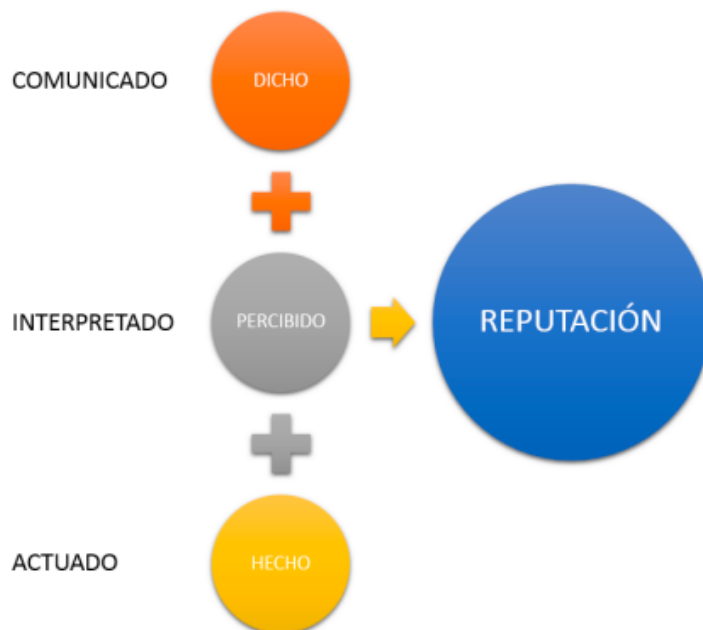 COMUNICADO
DICHO
INTERPRETADO
PERCIBIDO
REPUTACIÓN
ACTUADO
HECHO